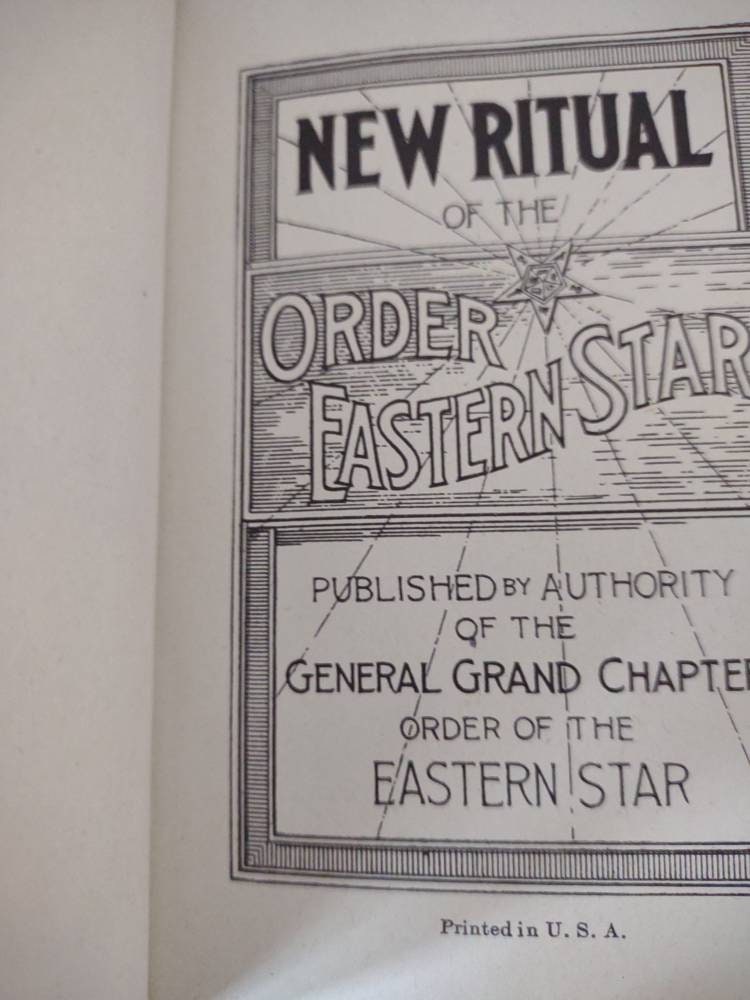 NEW RITUAL
OF THE
ORDER
EASTERN STAR
PUBLISHED BY AUTHORITY
OF THE
GENERAL GRAND CHAPTER
ORDER OF THE
EASTERN STAR
Printed in U. S. A.